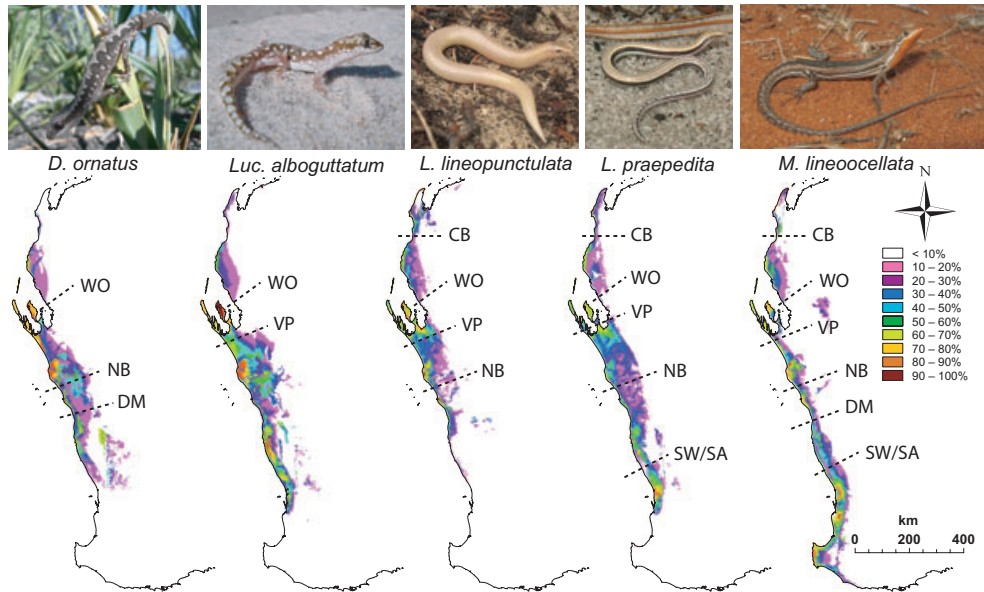 D. ornatus
Luc. alboguttatum
L. lineopunctulata
L. praepedita
M. lineoocellata
N
WO
NB
DM
WO
VP
CB
WO
VP
NB
CB
WO
VP
NB
SW/SA
CB
WO
VP
NB
DM
SW/SA
< 10%
10 – 20%
20 – 30%
30 – 40%
40 – 50%
50 – 60%
60 – 70%
70 – 80%
80 – 90%
90 – 100%
km
0 200 400